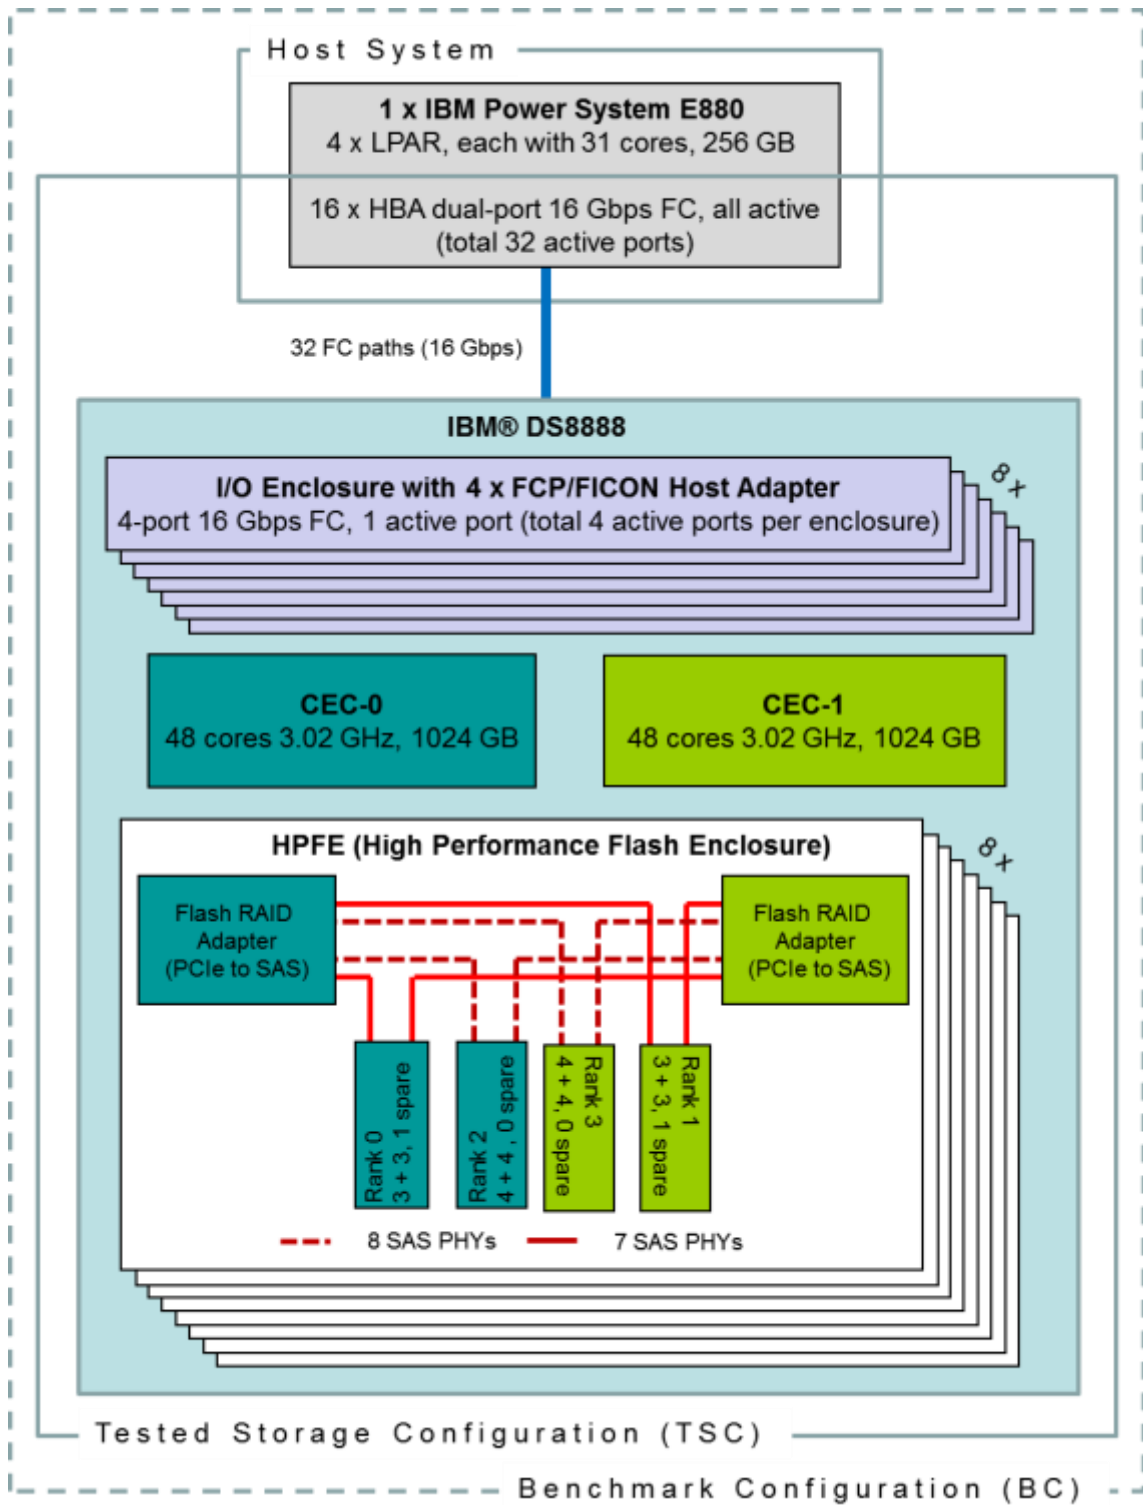 Host System
1 x IBM Power System E880
4 x LPAR, each with 31 cores, 256 GB
16 x HBA dual-port 16 Gbps FC, all active
(total 32 active ports)
32 FC paths (16 Gbps)
IBM® DS8888
8 x
I/O Enclosure with 4 x FCP/FICON Host Adapter
4-port 16 Gbps FC, 1 active port (total 4 active ports per enclosure)
CEC-0
48 cores 3.02 GHz, 1024 GB
CEC-1
48 cores 3.02 GHz, 1024 GB
HPFE (High Performance Flash Enclosure)
8 x
Flash RAID
Adapter
(PCIe to SAS)
Flash RAID
Adapter
(PCIe to SAS)
Rank 0
3 + 3, 1 spare
Rank 2
4 + 4 , 0 spare
Rank 3
4 + 4, 0 spare
Rank 1
3 + 3, 1 spare
8 SAS PHYs
7 SAS PHYs
Tested Storage Configuration (TSC)
Benchmark Configuration (BC)